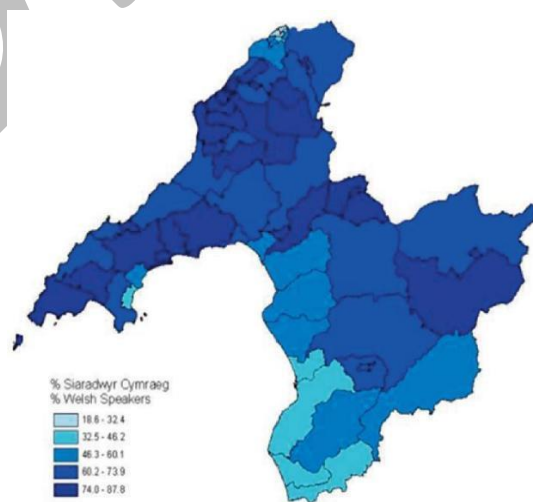 % Siaradwyr Cymraeg
% Welsh Speakers
18.6 - 32.4
32.5 - 46.2
46.3 - 60.1
60.2 - 73.9
74.0 - 87.8